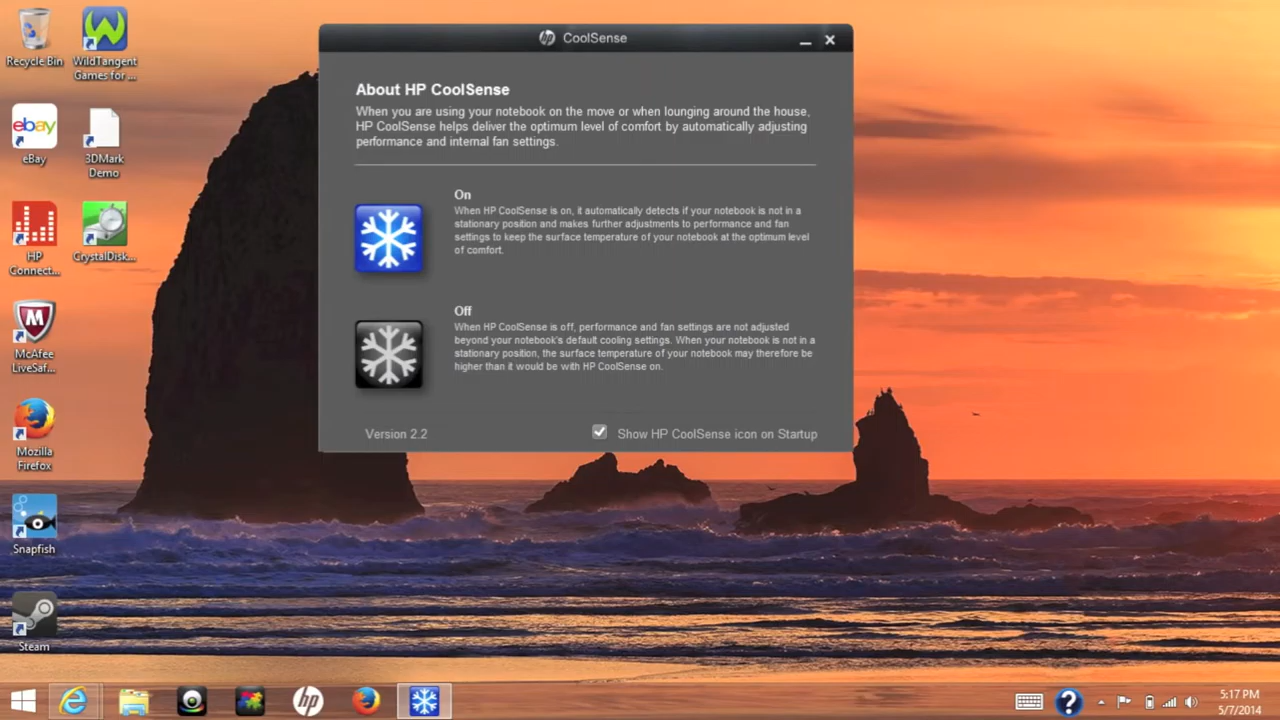 CoolSense
About HP CoolSense
When you are using your notebook on the move or when lounging around the house,
HP CoolSense helps deliver the optimum level of comfort by automatically adjusting
performance and internal fan settings.
On
When HP CoolSense is on, it automatically detects if your notebook is not in a
stationary position and makes further adjustments to performance and fan
settings to keep the surface temperature of your notebook at the optimum level
of comfort.
Off
When HP CoolSense is off, performance and fan settings are not adjusted
beyond your notebook's default cooling settings. When your notebook is not in a
stationary position, the surface temperature of your notebook may therefore be
higher than it would be with HP CoolSense on.
Version 2.2
Show HP CoolSense icon on Startup
Recycle Bin
WildTangent
Games for ...
ebay
eBay
3DMark
Demo
HP
Connect...
CrystalDisk...
McAfee
LiveSaf...
Mozilla
Firefox
Snapfish
Steam
hp
?
5:17 PM
5/7/2014